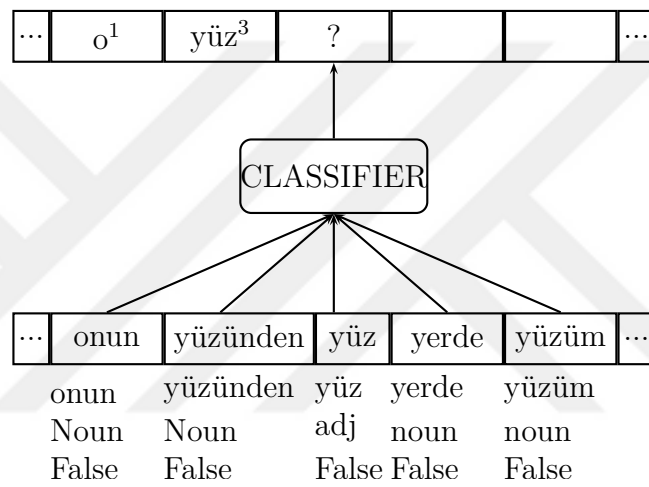 ... o¹ yüz³ ? ...
CLASSIFIER
... onun yüzünden yüz yerde yüzüm ...
onun yüzünden yüz yerde yüzüm
Noun Noun adj noun noun
False False False False False